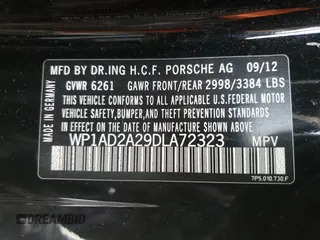 MFD BY DR.ING H.C.F. PORSCHE AG 09/12
GVWR 6261 GAWR FRONT/REAR 2998/3384 LBS
THIS VEHICLE CONFORMS TO ALL APPLICABLE FEDERAL MOTOR
VEHICLE SAFETY, BUMPER, AND THEFT PREVENTION STANDARDS
IN EFFECT ON THE DATE OF MANUFACTURE SHOWN ABOVE.
WP1AD2A29DLA72323 MPV
MADE IN GERMANY
7P5.010.730.F
DREAMBID